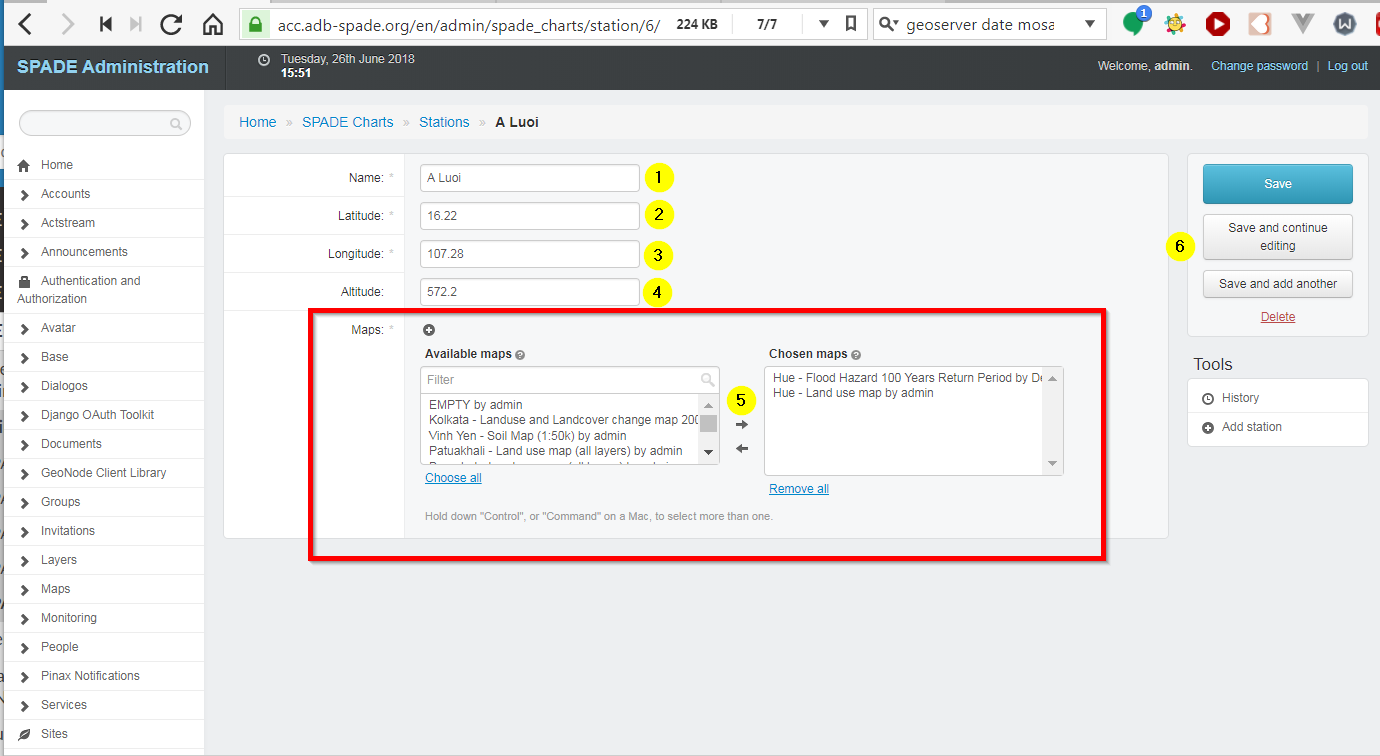 acc.adb-spade.org/en/admin/spade_charts/station/6/ 224 KB 7/7 geoserver date mosa 1
SPADE Administration
Tuesday, 26th June 2018
15:51
Welcome, admin. Change password | Log out
Home » SPADE Charts » Stations » A Luoi
Home
Accounts
Actstream
Announcements
Authentication and
Authorization
Avatar
Base
Dialogos
Django OAuth Toolkit
Documents
GeoNode Client Library
Groups
Invitations
Layers
Maps
Monitoring
People
Pinax Notifications
Services
Sites
Name: * A Luoi 1
Latitude: * 16.22 2
Longitude: * 107.28 3
Altitude: 572.2 4
Maps: *
Available maps
Filter
EMPTY by admin
Kolkata - Landuse and Landcover change map 200
Vinh Yen - Soil Map (1:50k) by admin
Patuakhali - Land use map (all layers) by admin
Choose all
5
Chosen maps
Hue - Flood Hazard 100 Years Return Period by De
Hue - Land use map by admin
Remove all
Hold down "Control", or "Command" on a Mac, to select more than one.
Save
6
Save and continue
editing
Save and add another
Delete
Tools
History
Add station